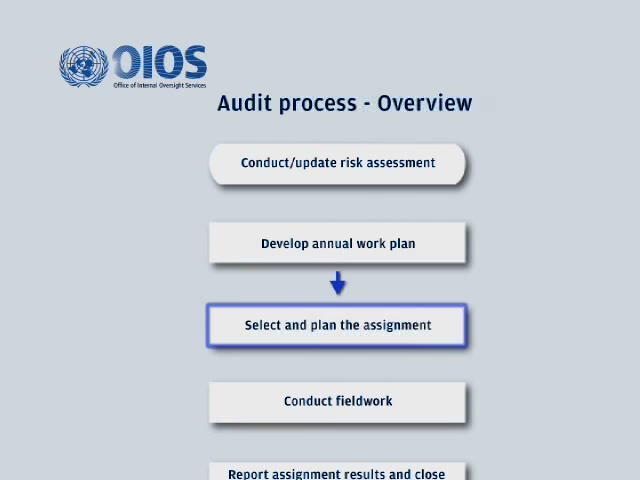 OIOS
Office of Internal Oversight Services
Audit process - Overview
Conduct/update risk assessment
Develop annual work plan
Select and plan the assignment
Conduct fieldwork
Report assignment results and close